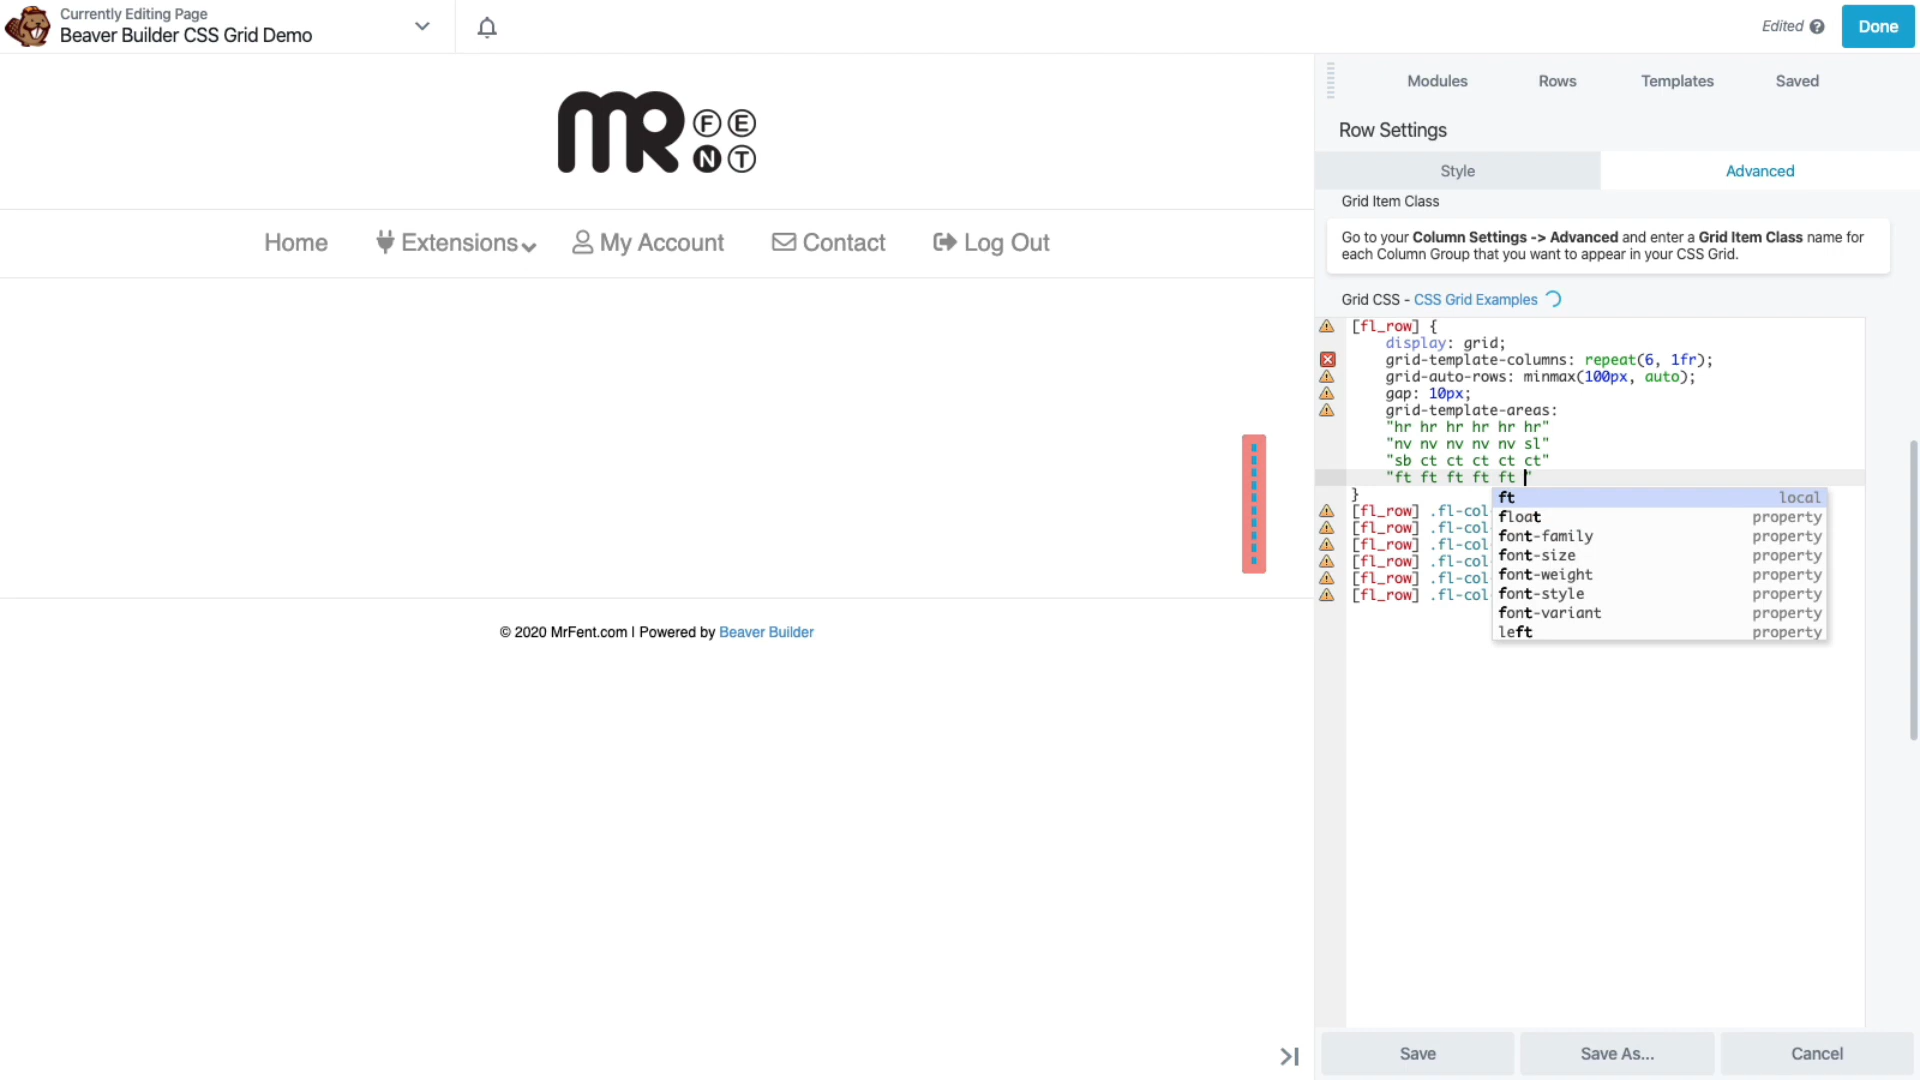 Currently Editing Page
Beaver Builder CSS Grid Demo
Edited
Done
MR FE
NT
Home
Extensions
My Account
Contact
Log Out
© 2020 MrFent.com | Powered by Beaver Builder
Modules
Rows
Templates
Saved
Row Settings
Style
Advanced
Grid Item Class
Go to your Column Settings -> Advanced and enter a Grid Item Class name for
each Column Group that you want to appear in your CSS Grid.
Grid CSS - CSS Grid Examples
[fl_row] {
display: grid;
grid-template-columns: repeat(6, 1fr);
grid-auto-rows: minmax(100px, auto);
gap: 10px;
grid-template-areas:
"hr hr hr hr hr hr"
"nv nv nv nv nv sl"
"sb ct ct ct ct ct"
"ft ft ft ft ft "
}
[fl_row] .fl-col-
[fl_row] .fl-col-
[fl_row] .fl-col-
[fl_row] .fl-col-
[fl_row] .fl-col-
[fl_row] .fl-col-
ft local
float property
font-family property
font-size property
font-weight property
font-style property
font-variant property
left property
Save
Save As...
Cancel